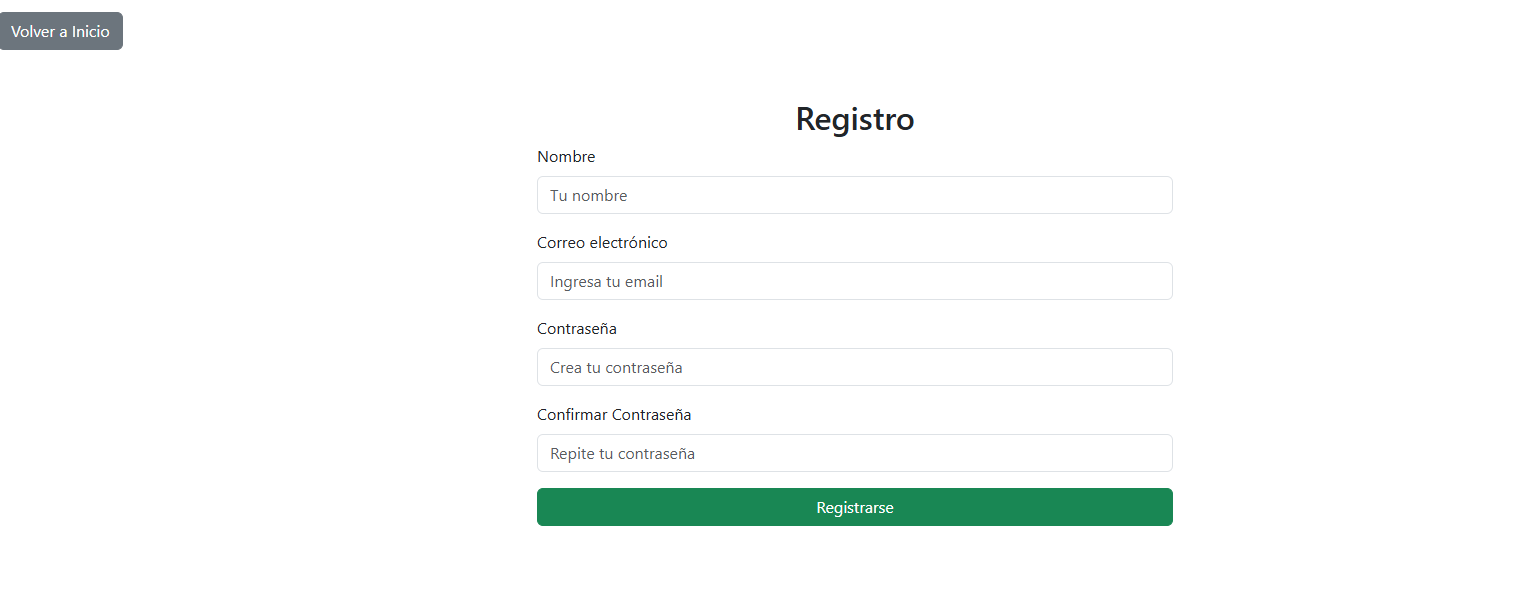 Volver a Inicio
Registro
Nombre
Tu nombre
Correo electrónico
Ingresa tu email
Contraseña
Crea tu contraseña
Confirmar Contraseña
Repite tu contraseña
Registrarse